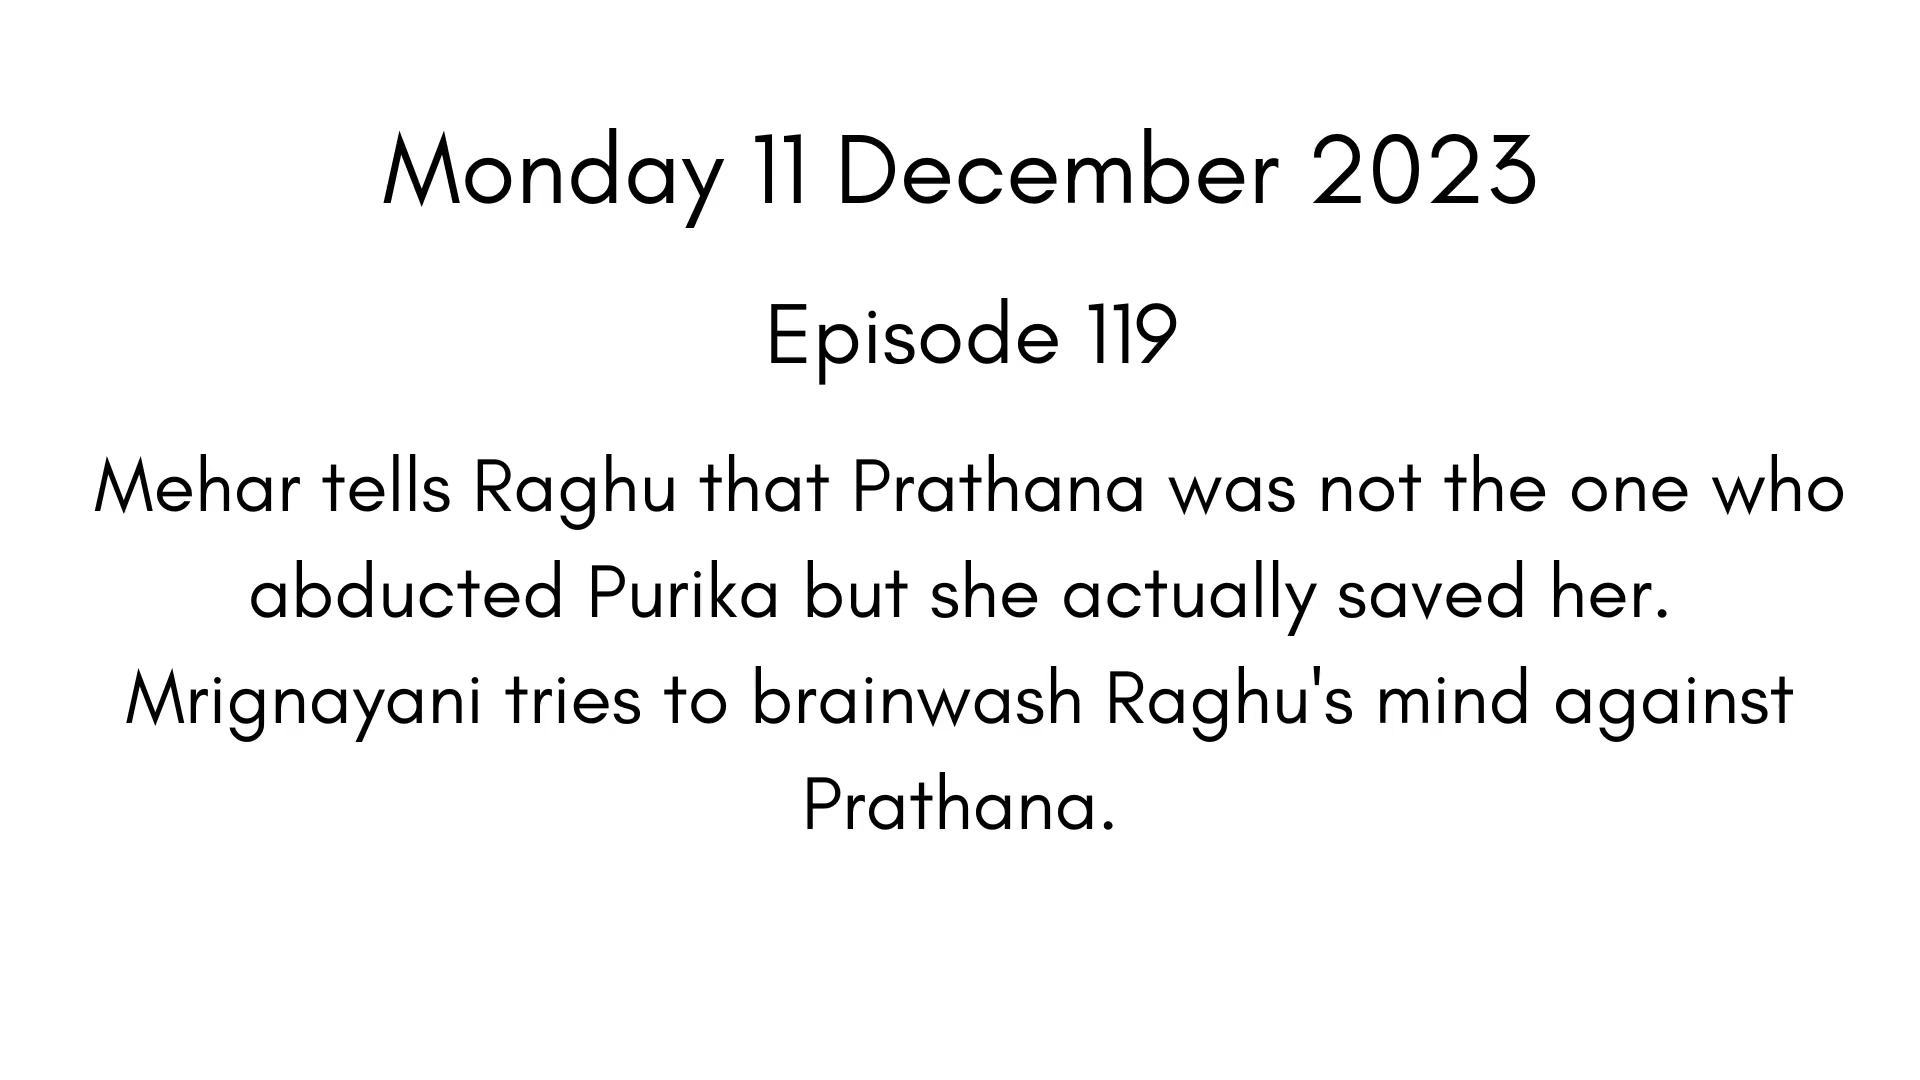 Monday 11 December 2023
Episode 119
Mehar tells Raghu that Prathana was not the one who
abducted Purika but she actually saved her.
Mrignayani tries to brainwash Raghu's mind against
Prathana.